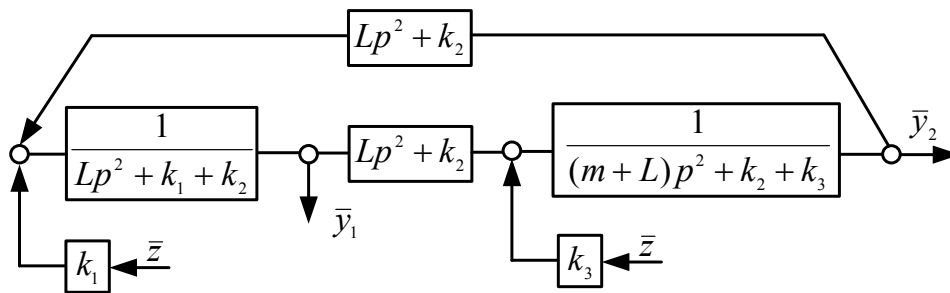 Lp² + k₂
1
Lp² + k₁ + k₂
Lp² + k₂
1
(m + L)p² + k₂ + k₃
ȳ₂
ȳ₁
k₁
z̄
k₃
z̄